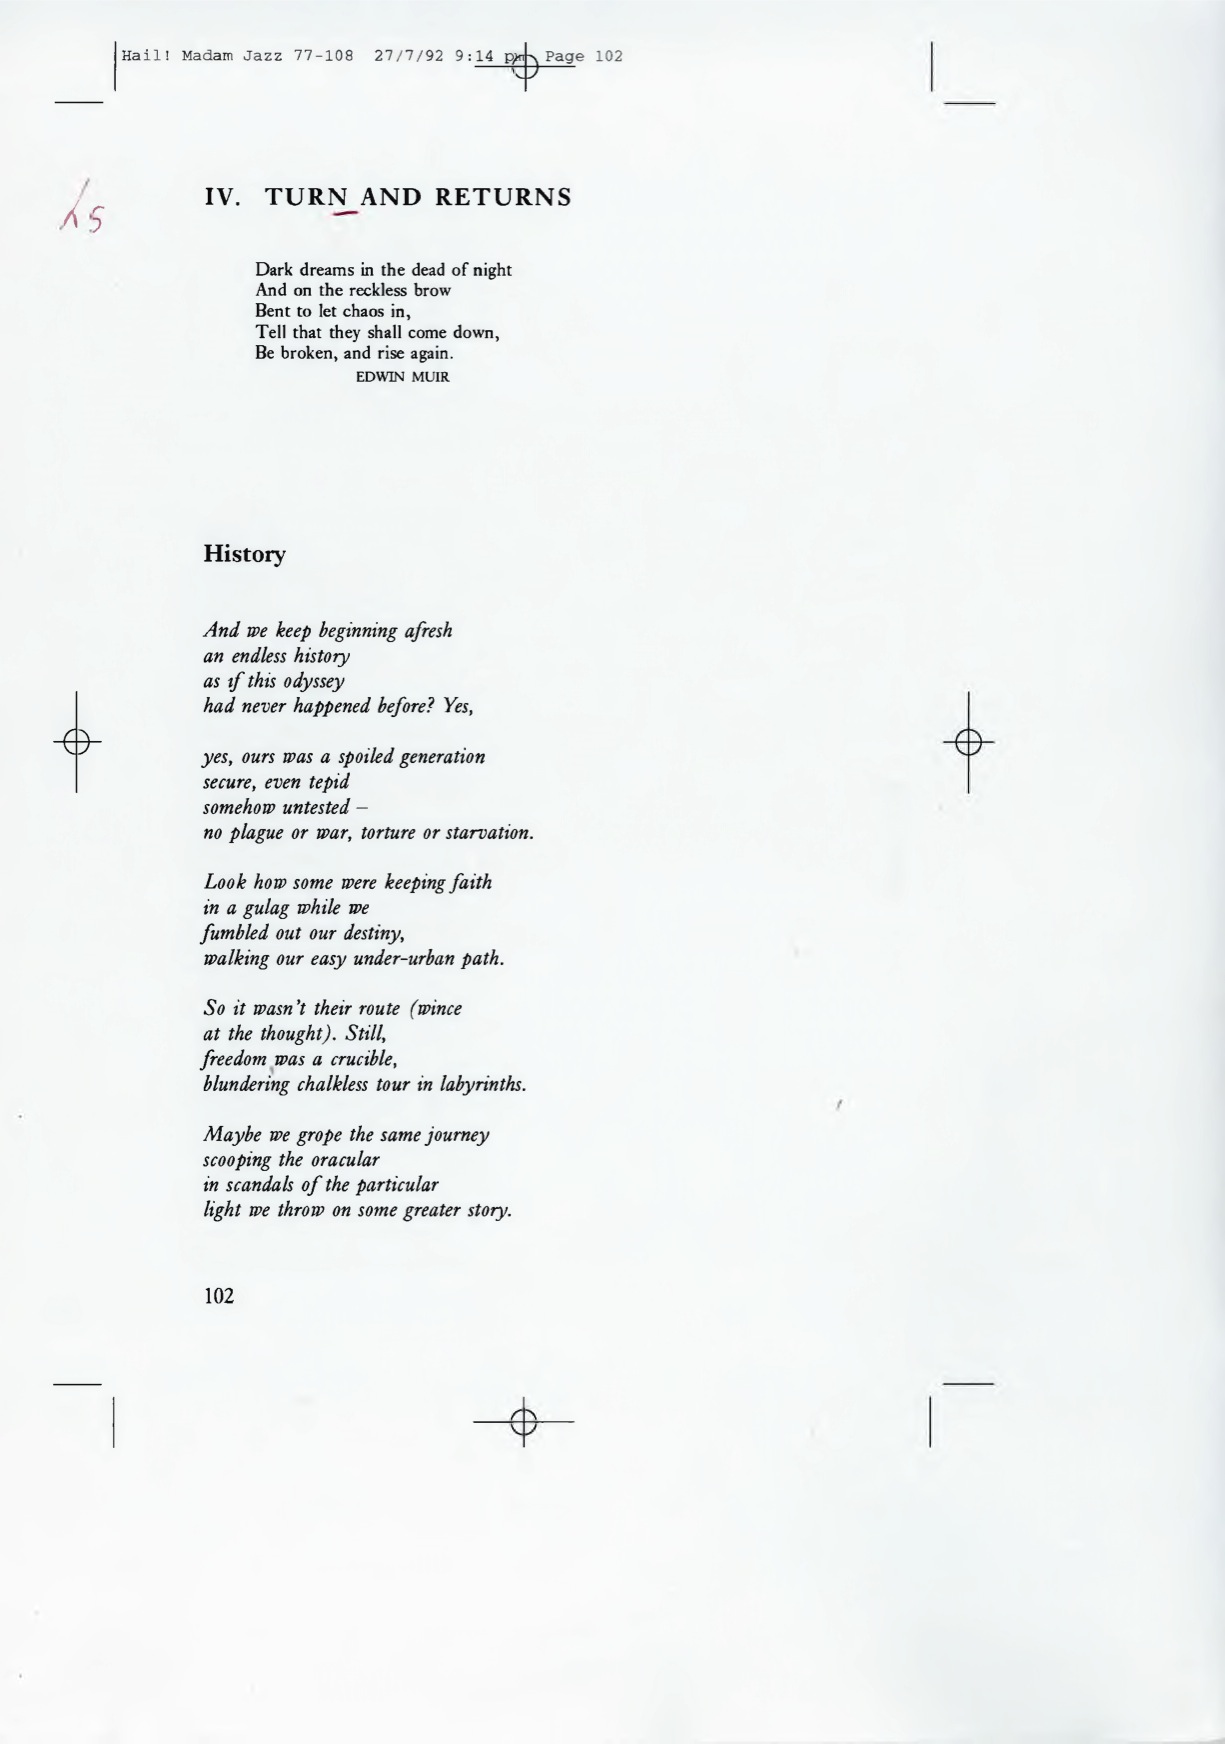 Hail! Madam Jazz 77-108 27/7/92 9:14 pm Page 102
IV. TURN AND RETURNS
s
Dark dreams in the dead of night
And on the reckless brow
Bent to let chaos in,
Tell that they shall come down,
Be broken, and rise again.
EDWIN MUIR
History
And we keep beginning afresh
an endless history
as if this odyssey
had never happened before? Yes,
yes, ours was a spoiled generation
secure, even tepid
somehow untested –
no plague or war, torture or starvation.
Look how some were keeping faith
in a gulag while we
fumbled out our destiny,
walking our easy under-urban path.
So it wasn't their route (wince
at the thought). Still,
freedom was a crucible,
blundering chalkless tour in labyrinths.
Maybe we grope the same journey
scooping the oracular
in scandals of the particular
light we throw on some greater story.
102